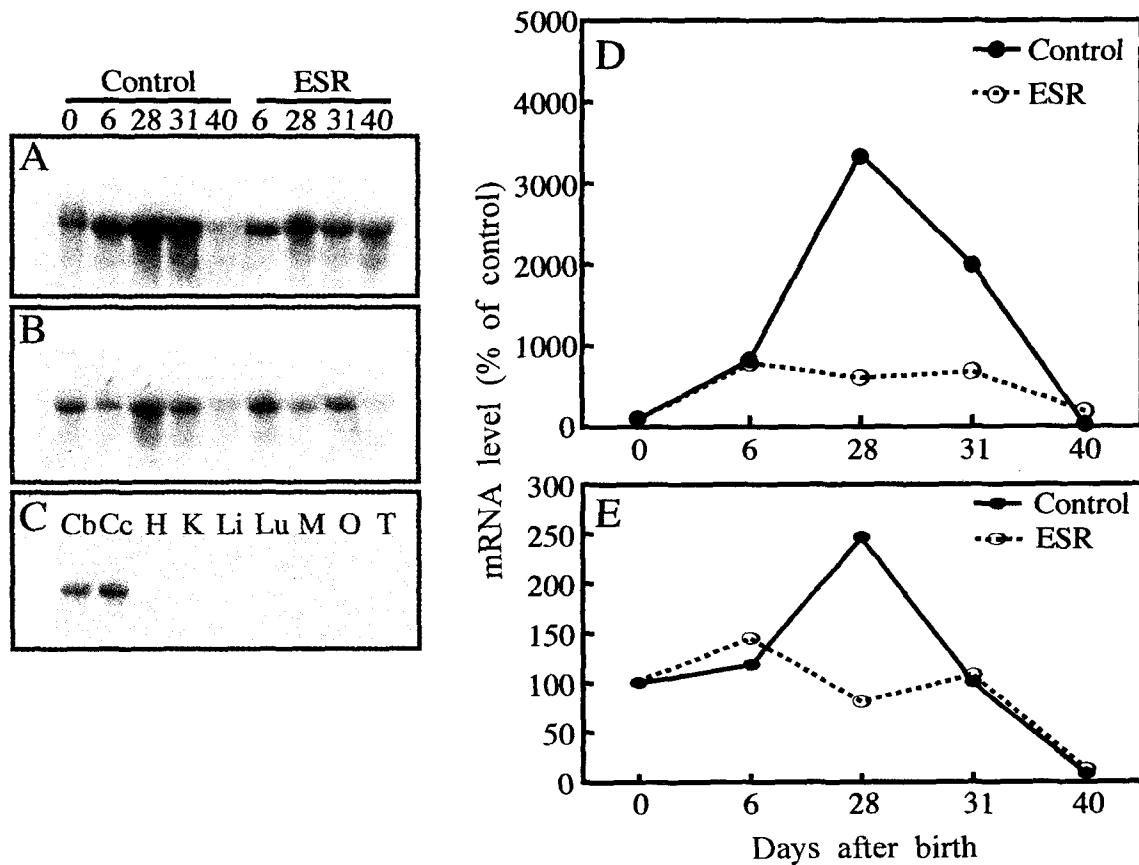 Control ESR
0 6 28 31 40 6 28 31 40
A
B
C Cb Cc H K Li Lu M O T
mRNA level (% of control)
D
Control
ESR
5000
4000
3000
2000
1000
0
0 6 28 31 40
E
Control
ESR
300
250
200
150
100
50
0
0 6 28 31 40
Days after birth